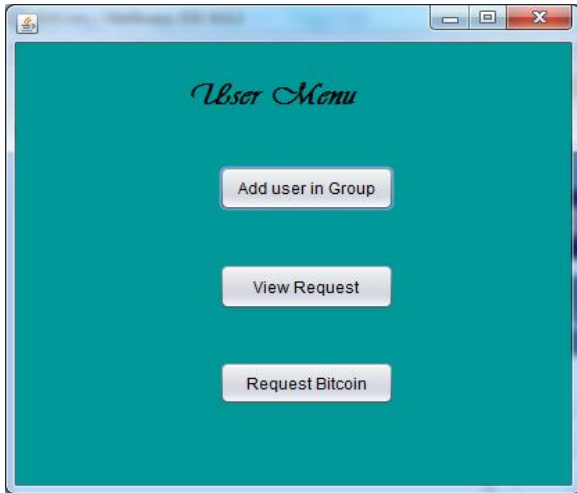 User Menu
Add user in Group
View Request
Request Bitcoin